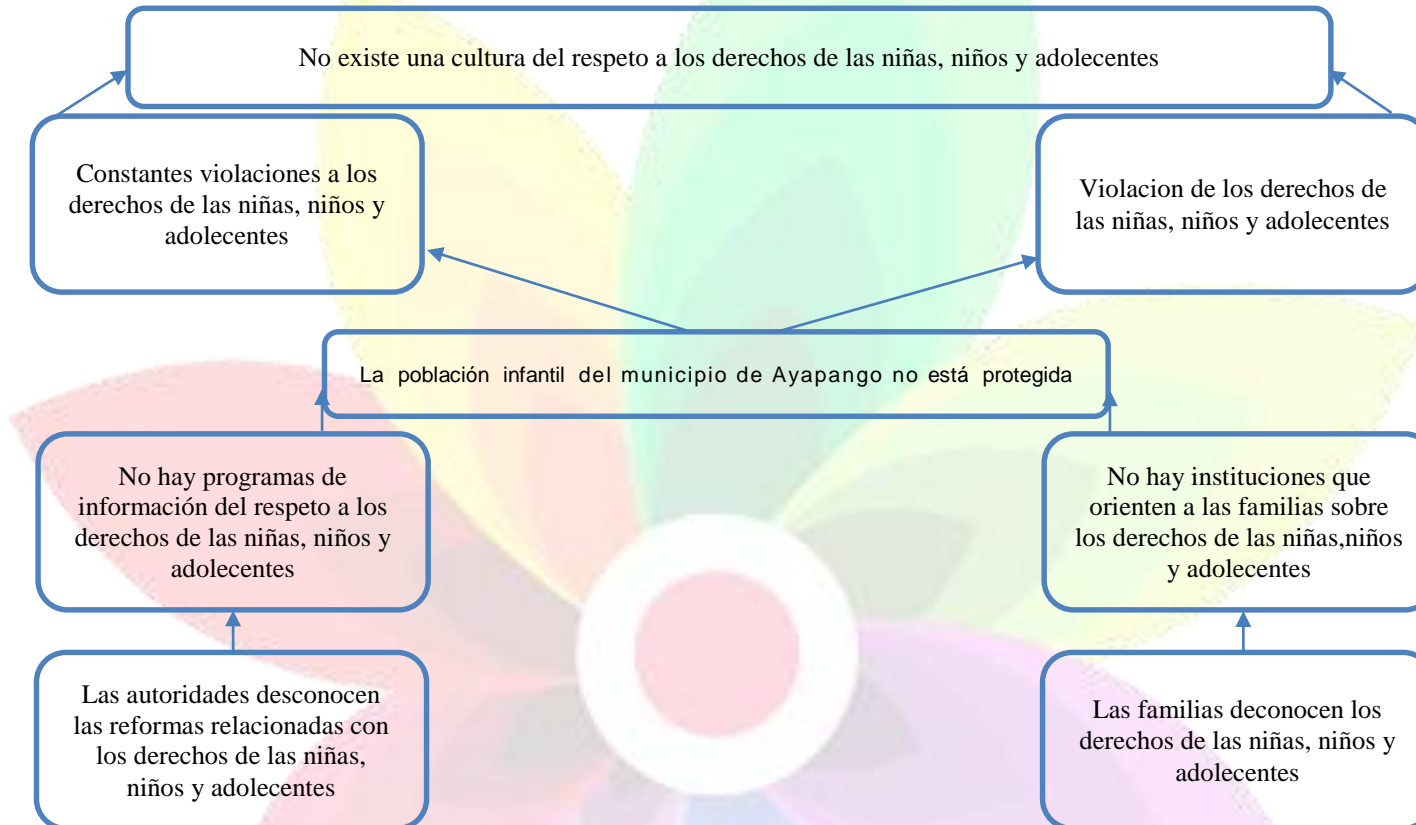 No existe una cultura del respeto a los derechos de las niñas, niños y adolecentes
Constantes violaciones a los
derechos de las niñas, niños y
adolecentes
Violacion de los derechos de
las niñas, niños y adolecentes
La población infantil del municipio de Ayapango no está protegida
No hay programas de
información del respeto a los
derechos de las niñas, niños y
adolecentes
No hay instituciones que
orienten a las familias sobre
los derechos de las niñas,niños
y adolecentes
Las autoridades desconocen
las reformas relacionadas con
los derechos de las niñas,
niños y adolecentes
Las familias deconocen los
derechos de las niñas, niños y
adolecentes